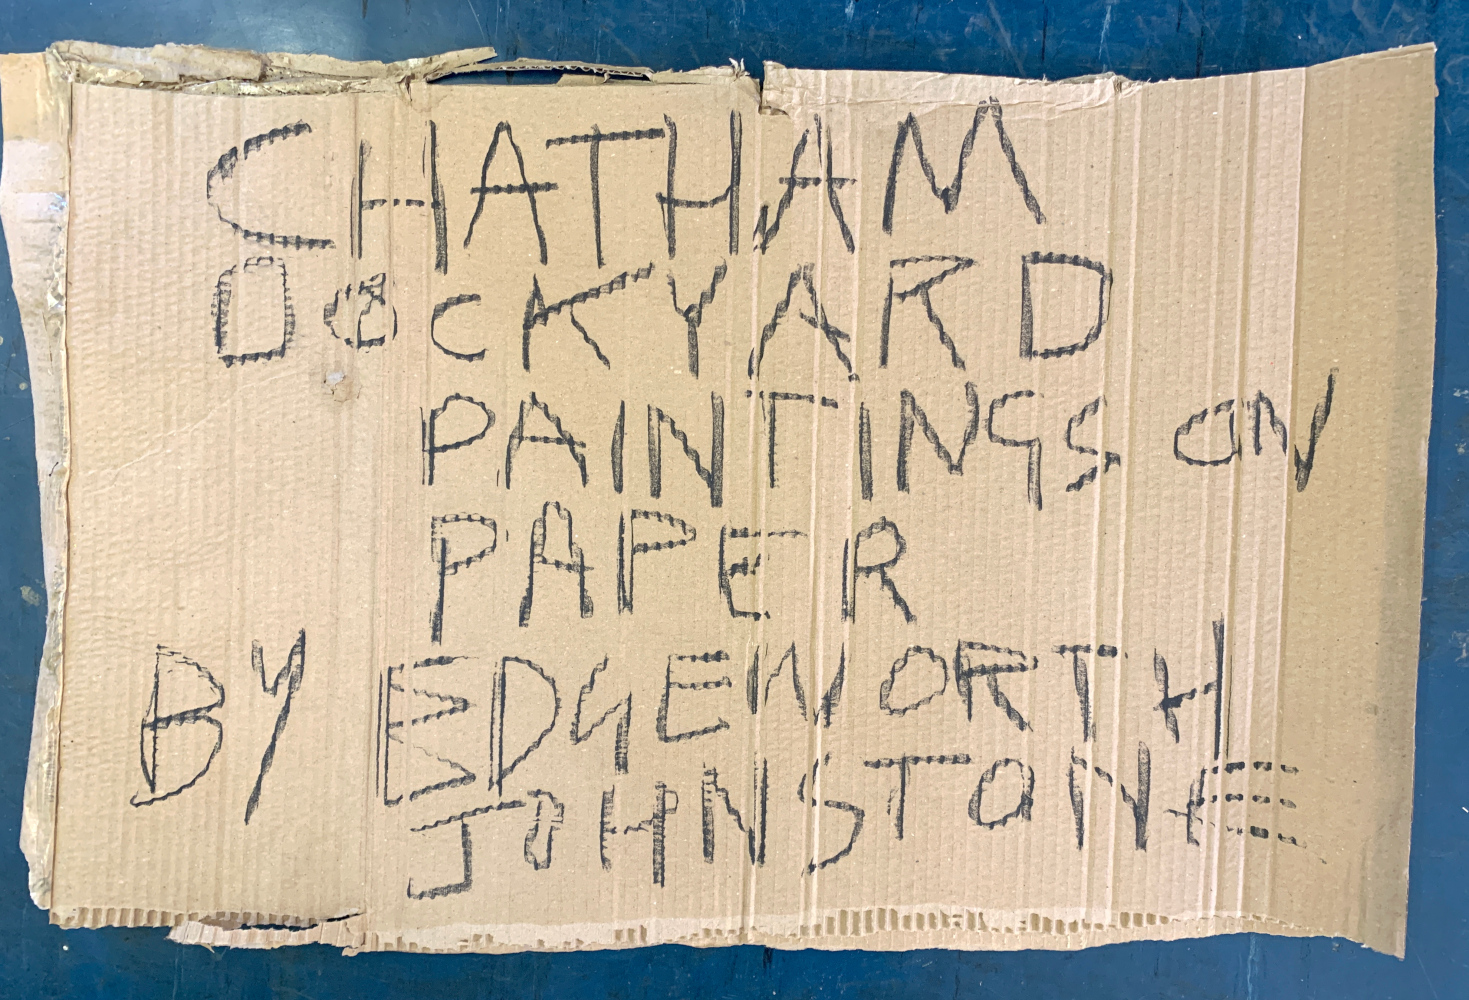 CHATHAM
DOCKYARD
PAINTINGS ON
PAPER
BY EDGEWORTH
JOHNSTONE